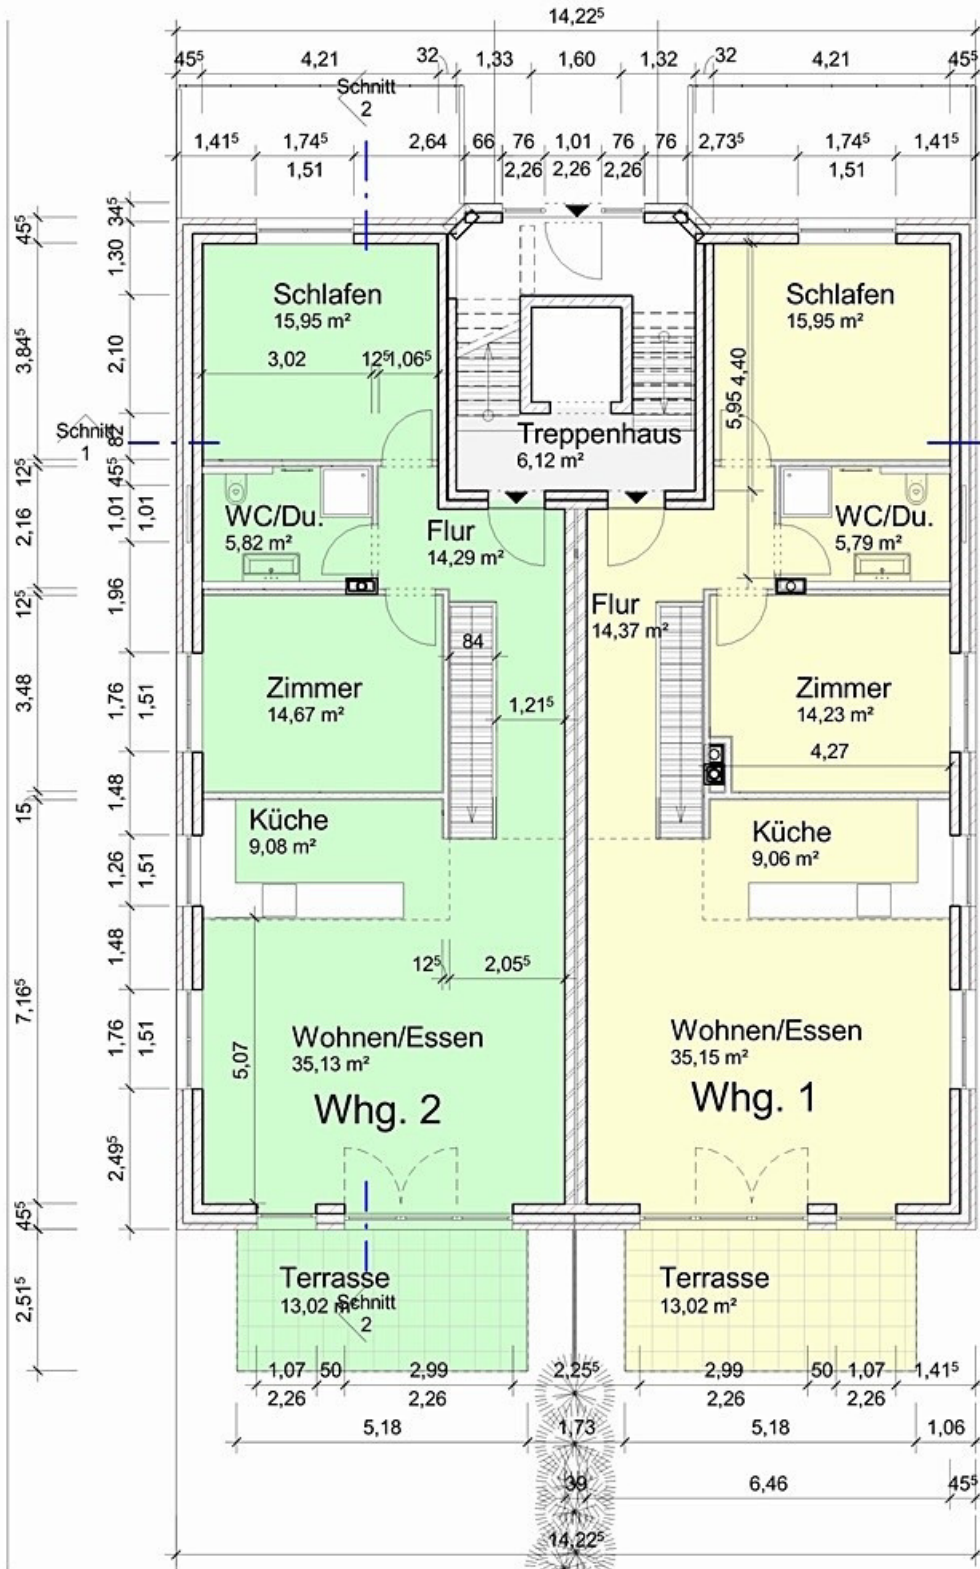 14,22⁵
45⁵ 4,21 32 1,33 1,60 1,32 32 4,21 45⁵
Schnitt
2
1,41⁵ 1,74⁵ 2,64 66 76 1,01 76 76 2,73⁵ 1,74⁵ 1,41⁵
1,51 2,26 2,26 2,26 1,51
45⁵
3,84⁵
12⁵
2,16
12⁵
3,48
15
7,16⁵
45⁵
2,51⁵
34⁵
1,30
2,10
82
45⁵
1,01 1,01
1,96
1,76 1,51
1,48
1,26 1,51
1,48
1,76 1,51
2,49⁵
Schnitt
1
Schlafen
15,95 m²
3,02 12⁵ 1,06⁵
Schlafen
15,95 m²
4,40
5,95
Treppenhaus
6,12 m²
WC/Du.
5,82 m²
Flur
14,29 m²
WC/Du.
5,79 m²
Flur
14,37 m²
84
1,21⁵
Zimmer
14,67 m²
Zimmer
14,23 m²
4,27
Küche
9,08 m²
Küche
9,06 m²
12⁵ 2,05⁵
5,07
Wohnen/Essen
35,13 m²
Whg. 2
Wohnen/Essen
35,15 m²
Whg. 1
Terrasse
13,02 m²
Schnitt
2
Terrasse
13,02 m²
1,07 50 2,99 2,25⁵ 2,99 50 1,07 1,41⁵
2,26 2,26 2,26 2,26
5,18 1,73 5,18 1,06
39 6,46 45⁵
14,22⁵